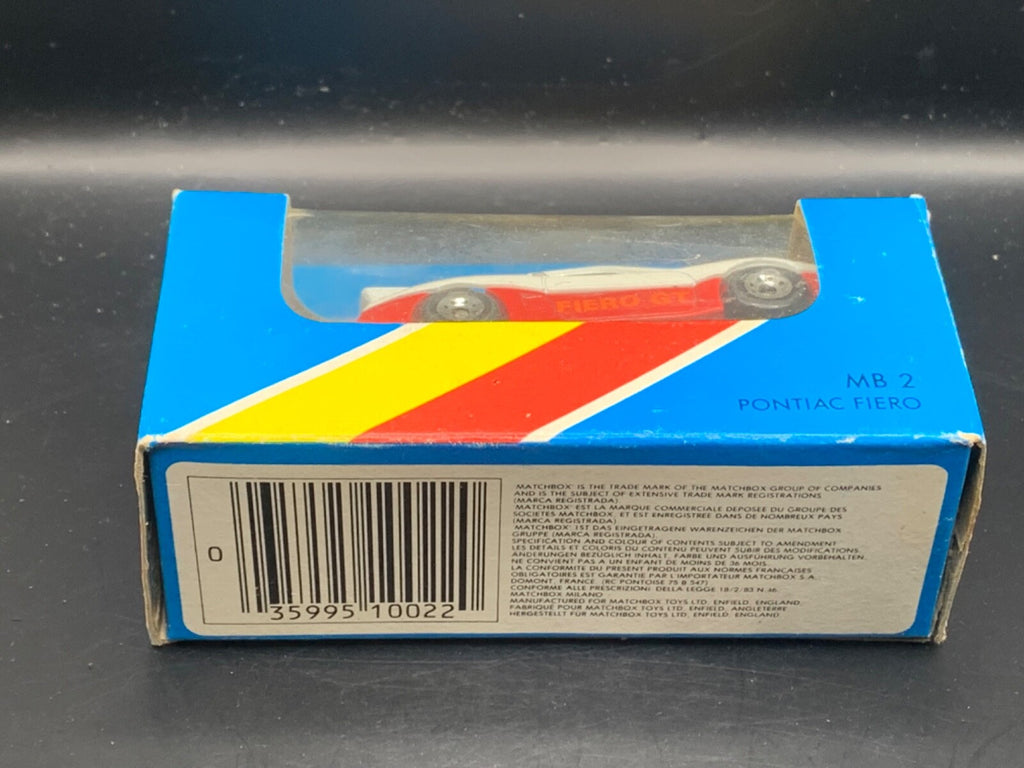 FIERO GT
MB 2
PONTIAC FIERO
0
35995 10022
MATCHBOX® IS THE TRADE MARK OF THE MATCHBOX GROUP OF COMPANIES
AND IS THE SUBJECT OF EXTENSIVE TRADE MARK REGISTRATIONS
(MARCA REGISTRADA)
MATCHBOX® EST LA MARQUE COMMERCIALE DEPOSEE DU GROUPE DES
SOCIETES MATCHBOX, ET EST ENREGISTREE DANS DE NOMBREUX PAYS
(MARCA REGISTRADA)
MATCHBOX® IST DAS EINGETRAGENE WARENZEICHEN DER MATCHBOX
GRUPPE (MARCA REGISTRADA).
SPECIFICATION AND COLOUR OF CONTENTS SUBJECT TO AMENDMENT
LES DETAILS ET COLORIS DU CONTENU PEUVENT SUBIR DES MODIFICATIONS.
ÄNDERUNGEN BEZÜGLICH INHALT, FARBE UND AUSFÜHRUNG VORBEHALTEN.
NE CONVIENT PAS A UN ENFANT DE MOINS DE 36 MOIS.
LA CONFORMITE DU PRESENT PRODUIT AUX NORMES FRANCAISES
OBLIGATOIRES EST GARANTIE PAR L'IMPORTATEUR MATCHBOX S.A.
DOMONT, FRANCE. (RC PONTOISE 75 B 547)
CONFORME ALLE PRESCRIZIONI DELLA LEGGE 18/2/83 N.46
MATCHBOX MILANO
MANUFACTURED FOR MATCHBOX TOYS LTD, ENFIELD, ENGLAND.
FABRIQUÉ POUR MATCHBOX TOYS LTD, ENFIELD, ANGLETERRE
HERGESTELLT FÜR MATCHBOX TOYS LTD, ENFIELD, ENGLAND